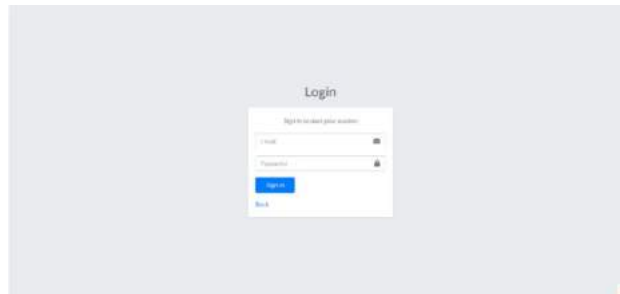 Login
Sign in to start your session
Email
Password
Sign In
Back